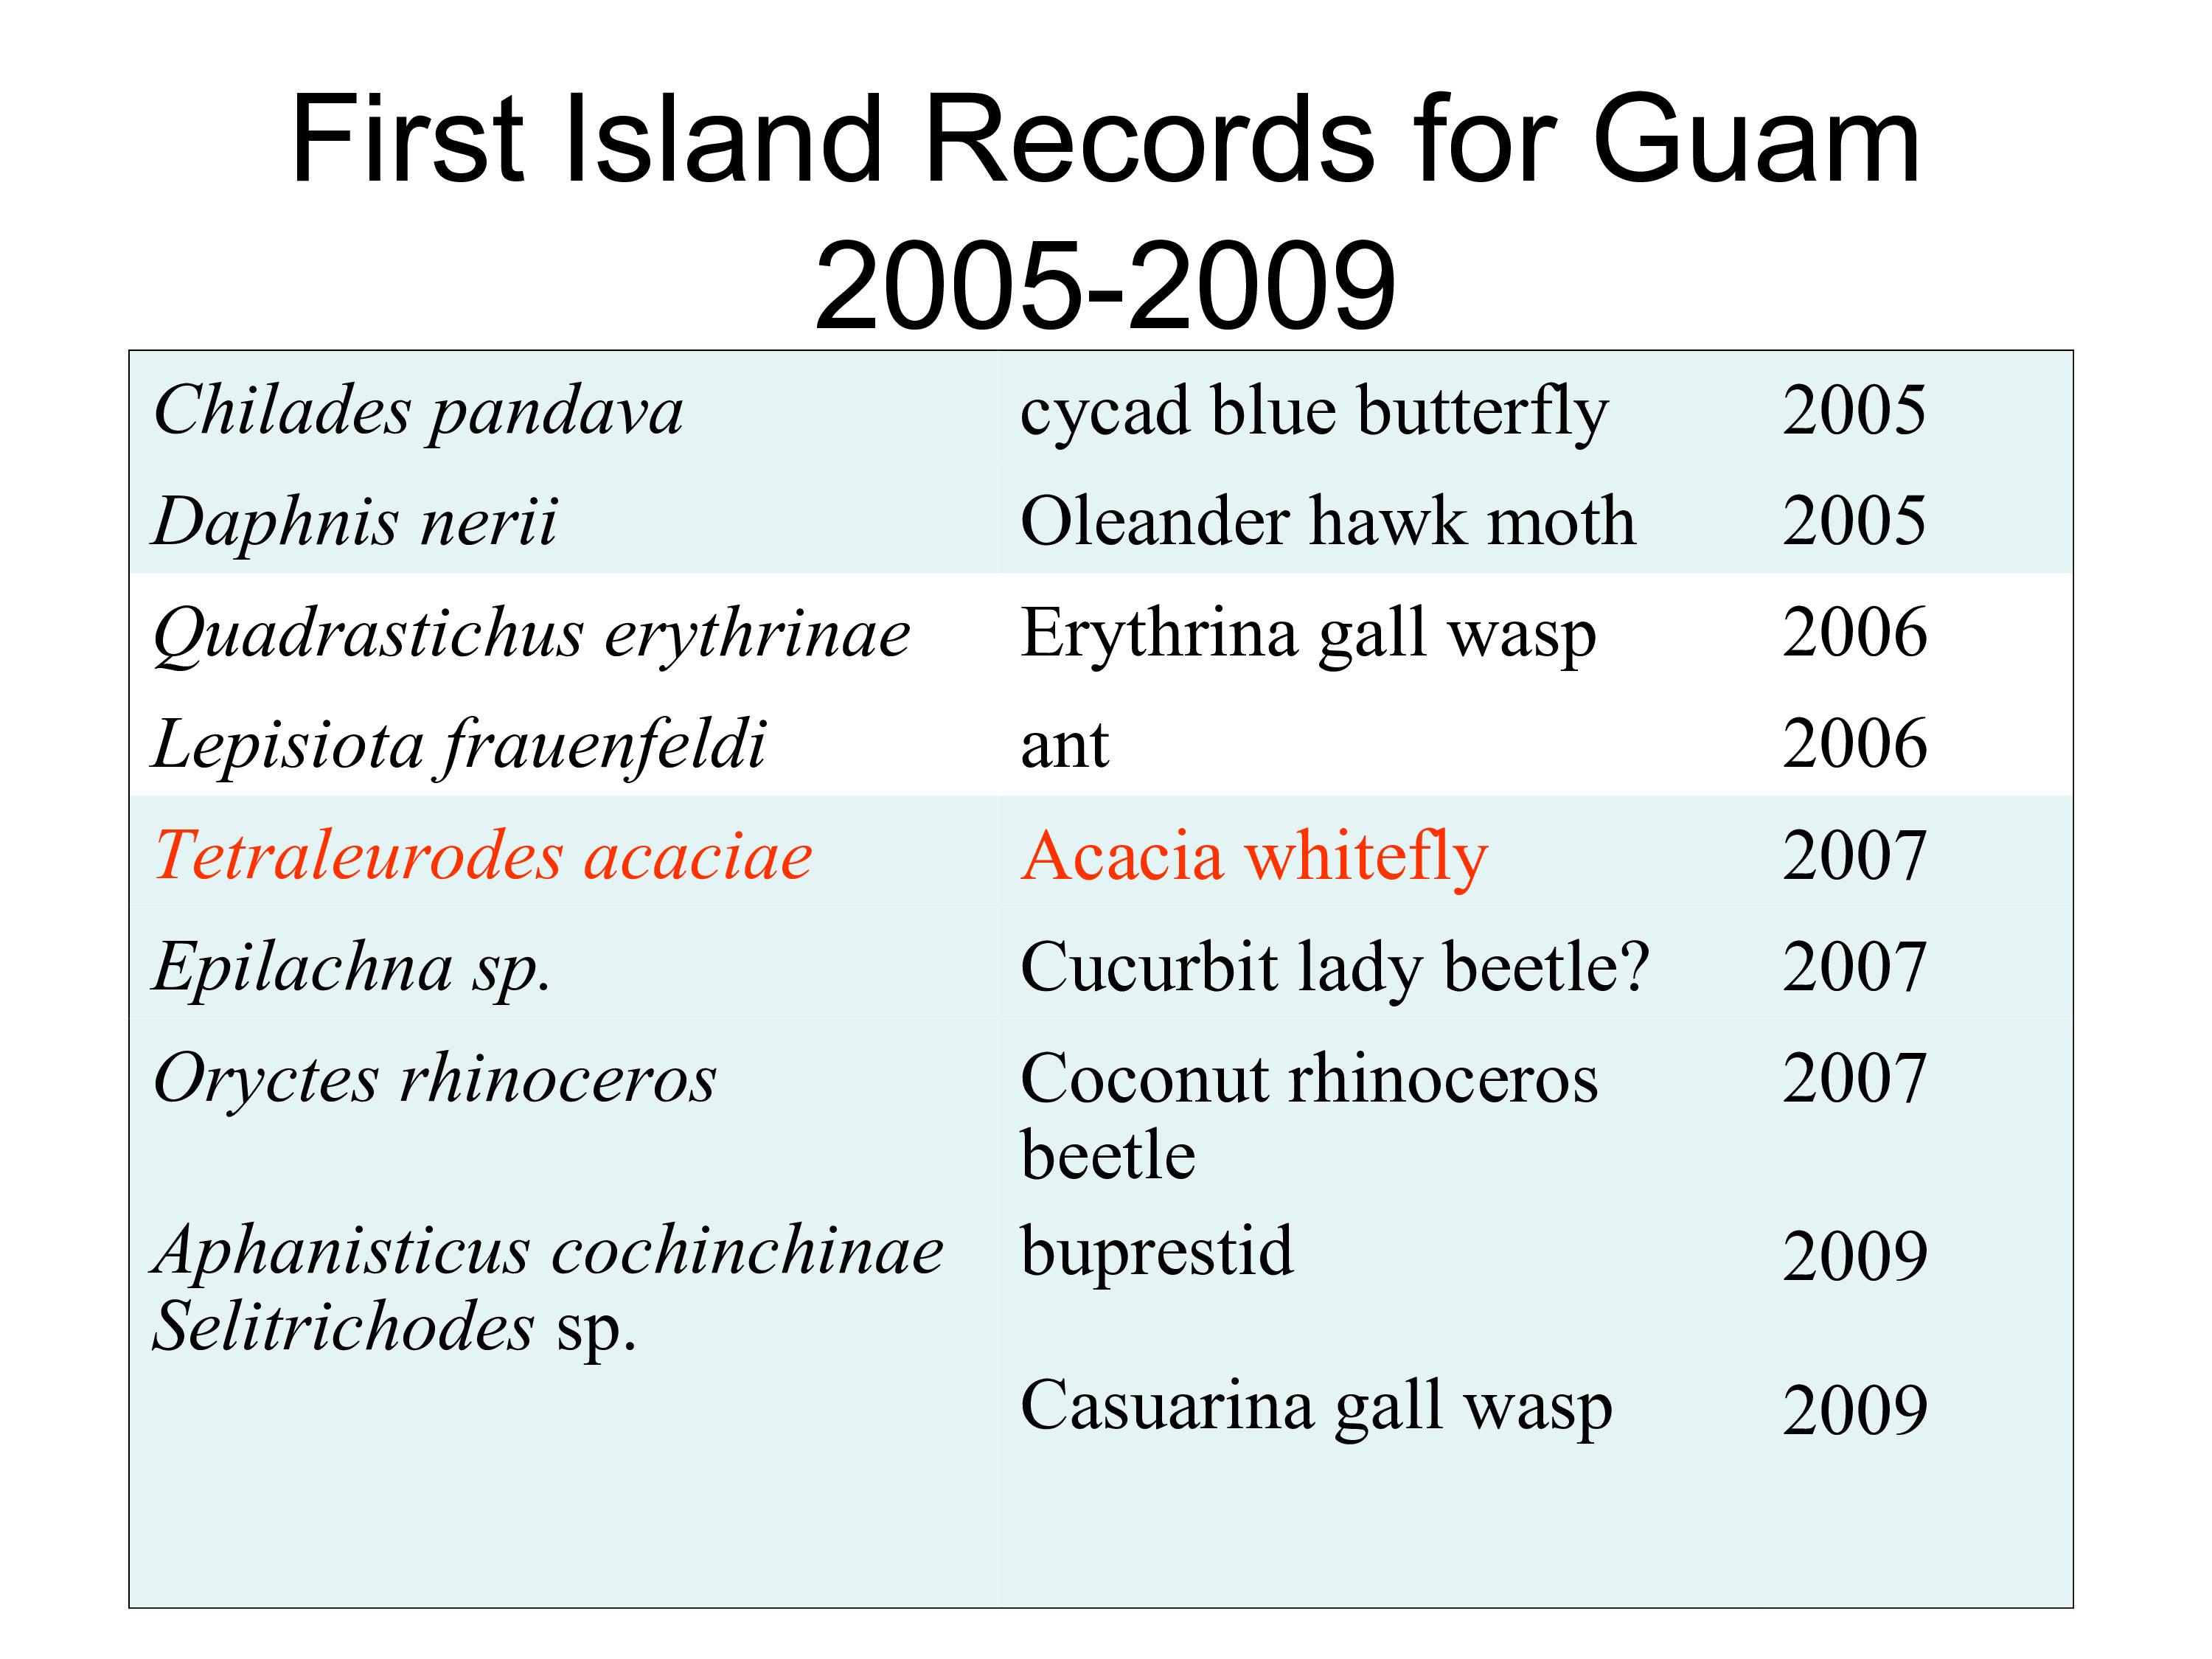 First Island Records for Guam
2005-2009
Chilades pandava cycad blue butterfly 2005
Daphnis nerii Oleander hawk moth 2005
Quadrastichus erythrinae Erythrina gall wasp 2006
Lepisiota frauenfeldi ant 2006
Tetraleurodes acaciae Acacia whitefly 2007
Epilachna sp. Cucurbit lady beetle? 2007
Oryctes rhinoceros Coconut rhinoceros 2007
beetle
Aphanisticus cochinchinae buprestid 2009
Selitrichodes sp.
Casuarina gall wasp 2009